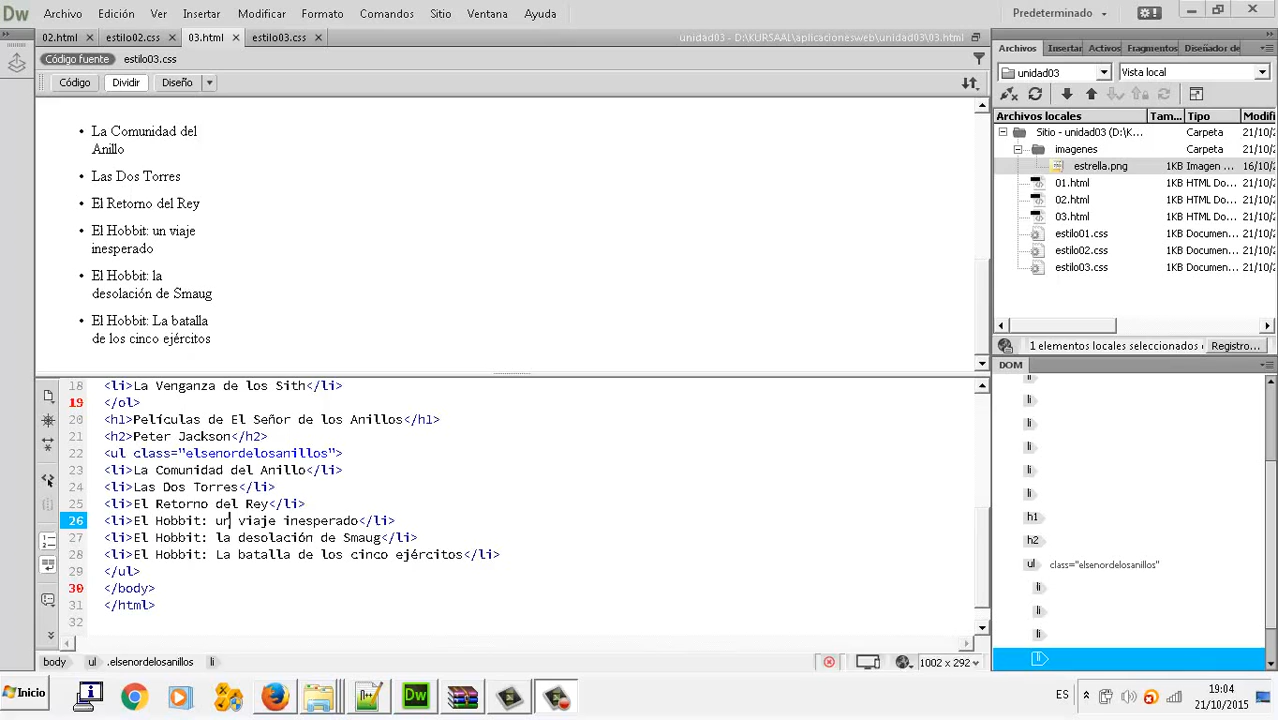 Dw Archivo Edición Ver Insertar Modificar Formato Comandos Sitio Ventana Ayuda Predeterminado
02.html × estilo02.css × 03.html × estilo03.css × unidad03 - D:\KURSAAL\aplicacionesweb\unidad03\03.html
Código fuente estilo03.css
Código Dividir Diseño
• La Comunidad del
Anillo
• Las Dos Torres
• El Retorno del Rey
• El Hobbit: un viaje
inesperado
• El Hobbit: la
desolación de Smaug
• El Hobbit: La batalla
de los cinco ejércitos
18 <li>La Venganza de los Sith</li>
19 </ol>
20 <h1>Películas de El Señor de los Anillos</h1>
21 <h2>Peter Jackson</h2>
22 <ul class="elsenordelosanillos">
23 <li>La Comunidad del Anillo</li>
24 <li>Las Dos Torres</li>
25 <li>El Retorno del Rey</li>
26 <li>El Hobbit: un viaje inesperado</li>
27 <li>El Hobbit: la desolación de Smaug</li>
28 <li>El Hobbit: La batalla de los cinco ejércitos</li>
29 </ul>
30 </body>
31 </html>
32
body ul .elsenordelosanillos li 1002 x 292
Archivos Insertar Activos Fragmentos Diseñador de
unidad03 Vista local
Archivos locales Tam... Tipo Modifi
Sitio - unidad03 (D:\K... Carpeta 21/10/2
imagenes Carpeta 21/10/2
estrella.png 1KB Imagen ... 16/10/2
01.html 1KB HTML Do... 21/10/2
02.html 1KB HTML Do... 21/10/2
03.html 1KB HTML Do... 21/10/2
estilo01.css 1KB Documen... 21/10/2
estilo02.css 1KB Documen... 21/10/2
estilo03.css 1KB Documen... 21/10/2
1 elementos locales seleccionados Registro...
DOM
li
li
li
li
li
li
h1
h2
ul class="elsenordelosanillos"
li
li
li
li
Inicio Dw ES 19:04
21/10/2015